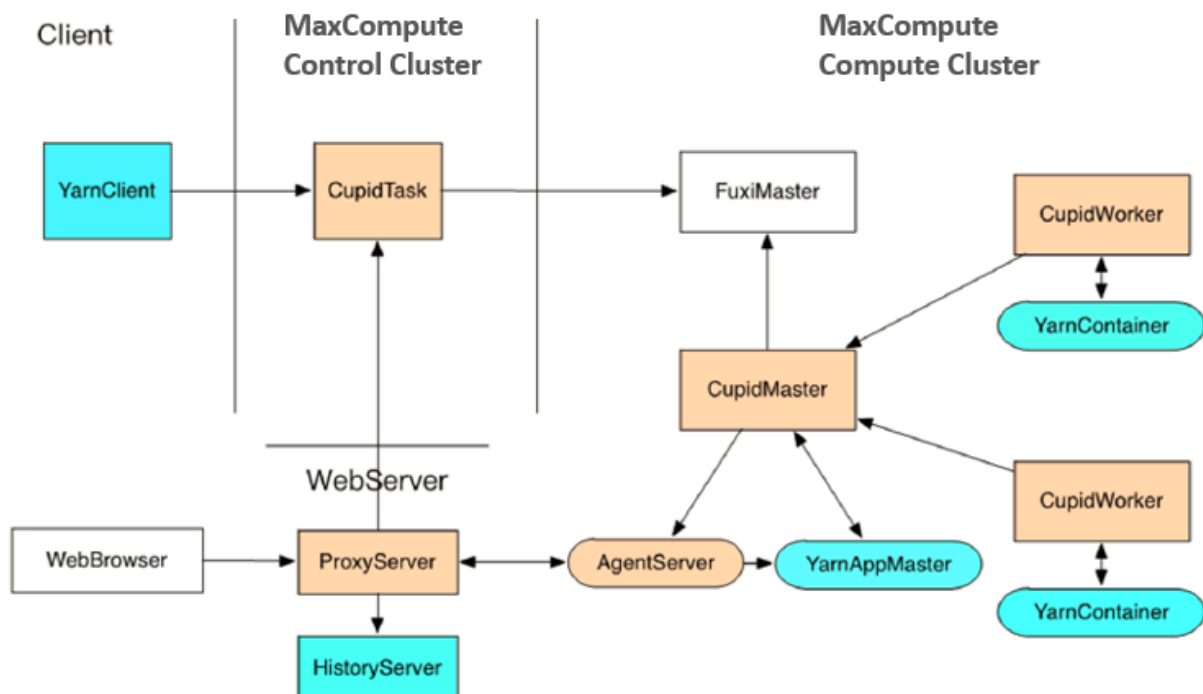 Client
MaxCompute
Control Cluster
MaxCompute
Compute Cluster
YarnClient
CupidTask
FuxiMaster
CupidWorker
YarnContainer
CupidMaster
WebServer
CupidWorker
WebBrowser
ProxyServer
AgentServer
YarnAppMaster
YarnContainer
HistoryServer